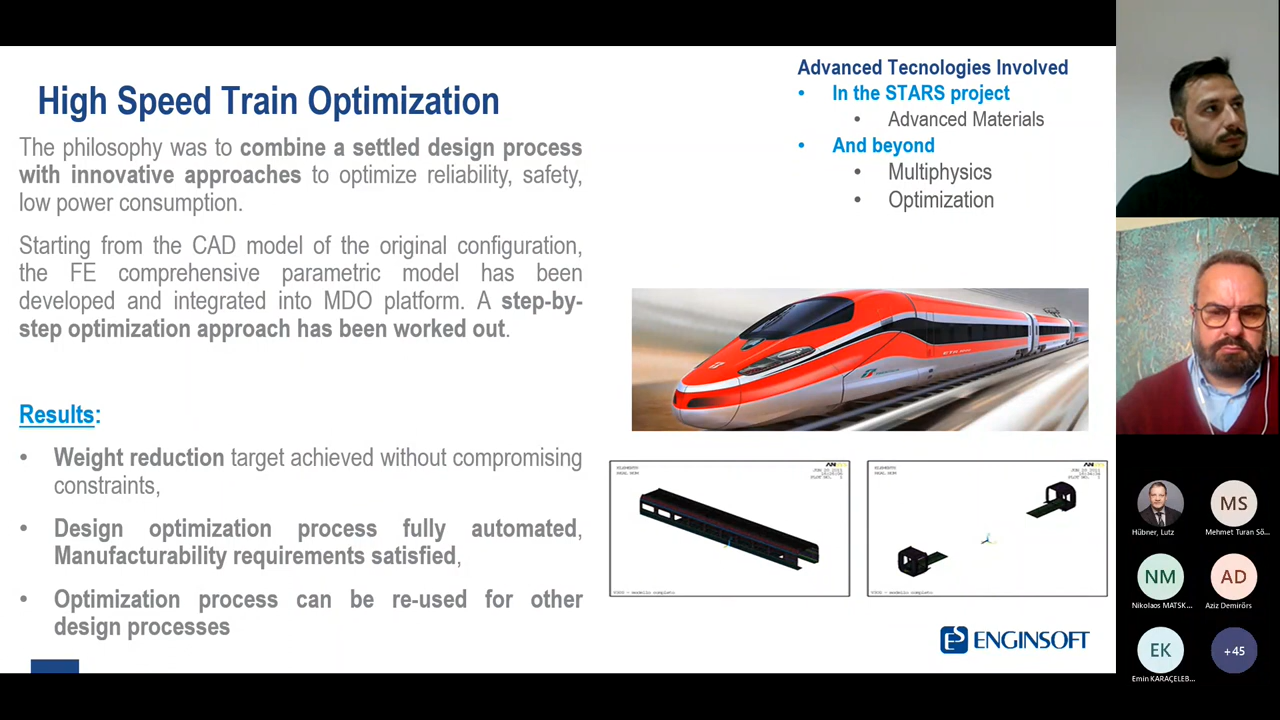 High Speed Train Optimization
The philosophy was to combine a settled design process
with innovative approaches to optimize reliability, safety,
low power consumption.
Starting from the CAD model of the original configuration,
the FE comprehensive parametric model has been
developed and integrated into MDO platform. A step-by-
step optimization approach has been worked out.
Results:
• Weight reduction target achieved without compromising
constraints,
• Design optimization process fully automated,
Manufacturability requirements satisfied,
• Optimization process can be re-used for other
design processes
Advanced Tecnologies Involved
• In the STARS project
• Advanced Materials
• And beyond
• Multiphysics
• Optimization
ENGINSOFT
Hübner, Lutz
MS
Mehmet Turan Sö...
NM
Nikolaos MATSK...
AD
Aziz Demirörs
EK
Emin KARAÇELEB...
+45